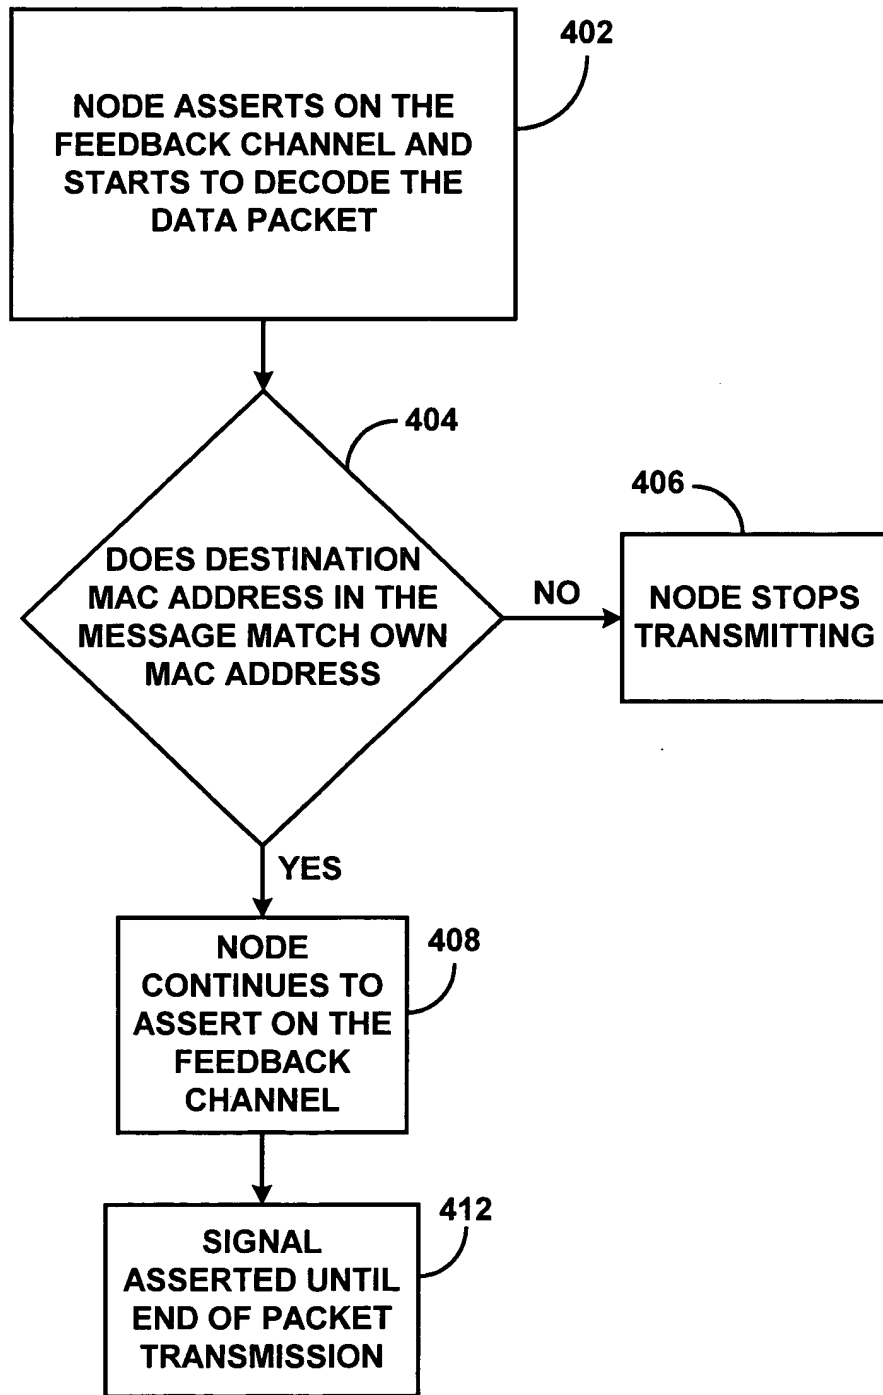 402
NODE ASSERTS ON THE
FEEDBACK CHANNEL AND
STARTS TO DECODE THE
DATA PACKET
404
DOES DESTINATION
MAC ADDRESS IN THE
MESSAGE MATCH OWN
MAC ADDRESS
NO
406
NODE STOPS
TRANSMITTING
YES
408
NODE
CONTINUES TO
ASSERT ON THE
FEEDBACK
CHANNEL
412
SIGNAL
ASSERTED UNTIL
END OF PACKET
TRANSMISSION